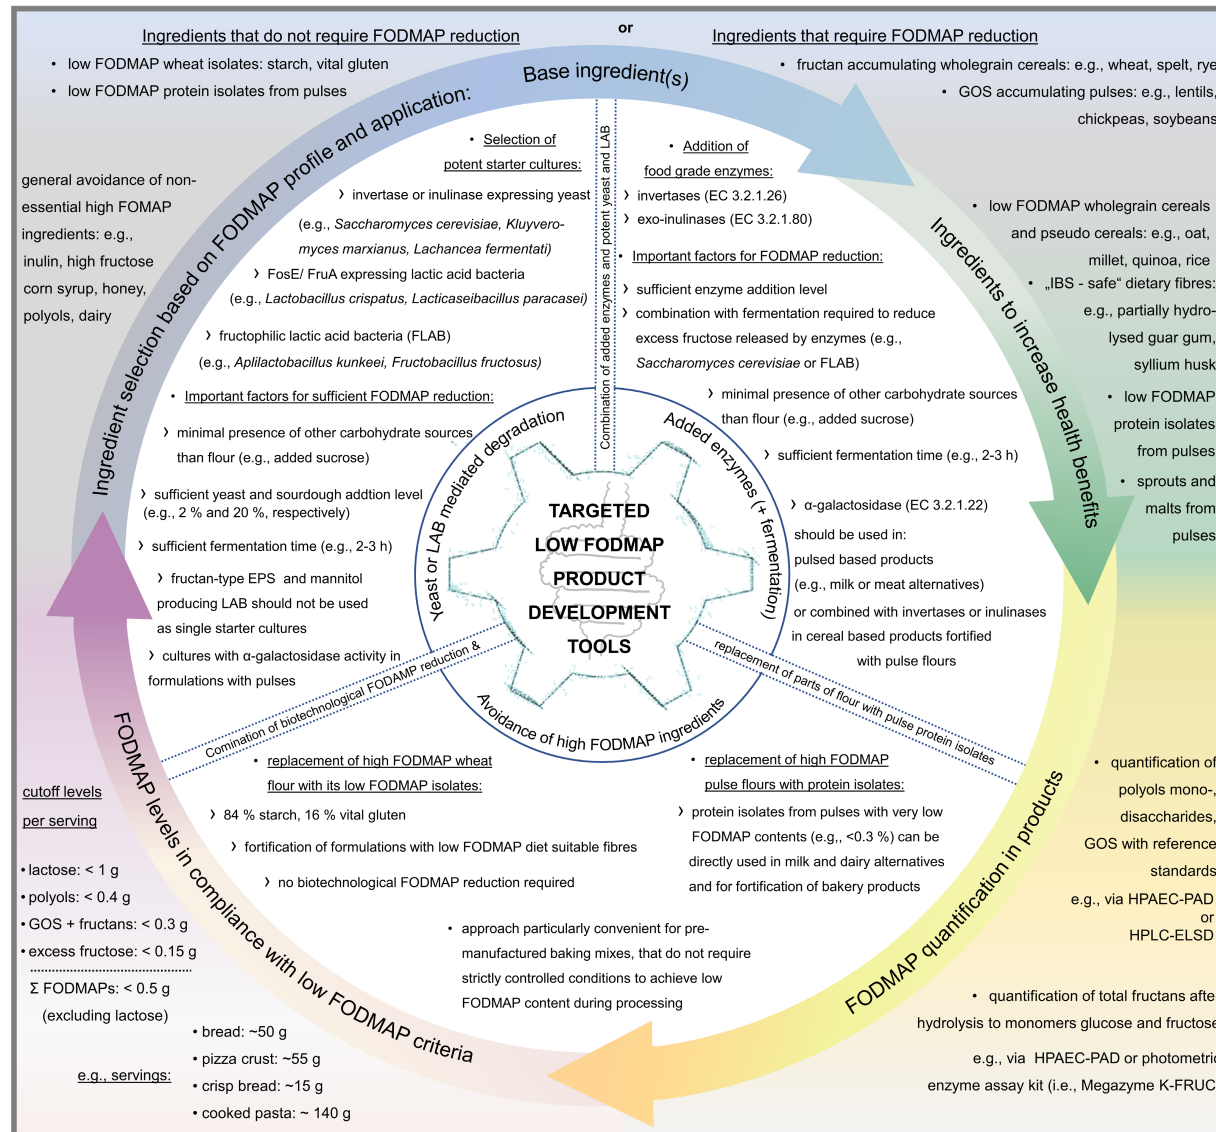 or
Ingredients that do not require FODMAP reduction
• low FODMAP wheat isolates: starch, vital gluten
• low FODMAP protein isolates from pulses
Ingredients that require FODMAP reduction
• fructan accumulating wholegrain cereals: e.g., wheat, spelt, rye
• GOS accumulating pulses: e.g., lentils,
chickpeas, soybeans
Base ingredient(s)
Ingredient selection based on FODMAP profile and application:
general avoidance of non-
essential high FOMAP
ingredients: e.g.,
inulin, high fructose
corn syrup, honey,
polyols, dairy
Ingredients to increase health benefits
• low FODMAP wholegrain cereals
and pseudo cereals: e.g., oat,
millet, quinoa, rice
• „IBS - safe“ dietary fibres:
e.g., partially hydro-
lysed guar gum,
syllium husk
• low FODMAP
protein isolates
from pulses
• sprouts and
malts from
pulses
• Selection of
potent starter cultures:
› invertase or inulinase expressing yeast
(e.g., Saccharomyces cerevisiae, Kluyvero-
myces marxianus, Lachancea fermentati)
› FosE/ FruA expressing lactic acid bacteria
(e.g., Lactobacillus crispatus, Lacticaseibacillus paracasei)
› fructophilic lactic acid bacteria (FLAB)
(e.g., Aplilactobacillus kunkeei, Fructobacillus fructosus)
• Important factors for sufficient FODMAP reduction:
› minimal presence of other carbohydrate sources
than flour (e.g., added sucrose)
› sufficient yeast and sourdough addtion level
(e.g., 2 % and 20 %, respectively)
› sufficient fermentation time (e.g., 2-3 h)
› fructan-type EPS and mannitol
producing LAB should not be used
as single starter cultures
› cultures with α-galactosidase activity in
formulations with pulses
Combination of added enzymes and potent yeast and LAB
• Addition of
food grade enzymes:
› invertases (EC 3.2.1.26)
› exo-inulinases (EC 3.2.1.80)
• Important factors for FODMAP reduction:
› sufficient enzyme addition level
› combination with fermentation required to reduce
excess fructose released by enzymes (e.g.,
Saccharomyces cerevisiae or FLAB)
› minimal presence of other carbohydrate sources
than flour (e.g., added sucrose)
› sufficient fermentation time (e.g., 2-3 h)
› α-galactosidase (EC 3.2.1.22)
should be used in:
pulsed based products
(e.g., milk or meat alternatives)
or combined with invertases or inulinases
in cereal based products fortified
with pulse flours
Yeast or LAB mediated degradation
Added enzymes (+ fermentation)
Avoidance of high FODMAP ingredients
TARGETED
LOW FODMAP
PRODUCT
DEVELOPMENT
TOOLS
Comination of biotechnological FODAMP reduction &
replacement of parts of flour with pulse protein isolates
• replacement of high FODMAP wheat
flour with its low FODMAP isolates:
› 84 % starch, 16 % vital gluten
› fortification of formulations with low FODMAP diet suitable fibres
› no biotechnological FODMAP reduction required
• replacement of high FODMAP
pulse flours with protein isolates:
› protein isolates from pulses with very low
FODMAP contents (e.g,, <0.3 %) can be
directly used in milk and dairy alternatives
and for fortification of bakery products
• approach particularly convenient for pre-
manufactured baking mixes, that do not require
strictly controlled conditions to achieve low
FODMAP content during processing
FODMAP quantification in products
• quantification of
polyols mono-,
disaccharides,
GOS with reference
standards
e.g., via HPAEC-PAD
or
HPLC-ELSD
• quantification of total fructans afte
hydrolysis to monomers glucose and fructose
e.g., via HPAEC-PAD or photometric
enzyme assay kit (i.e., Megazyme K-FRUC
FODMAP levels in compliance with low FODMAP criteria
cutoff levels
per serving
• lactose: < 1 g
• polyols: < 0.4 g
• GOS + fructans: < 0.3 g
• excess fructose: < 0.15 g
Σ FODMAPs: < 0.5 g
(excluding lactose)
e.g., servings:
• bread: ~50 g
• pizza crust: ~55 g
• crisp bread: ~15 g
• cooked pasta: ~ 140 g